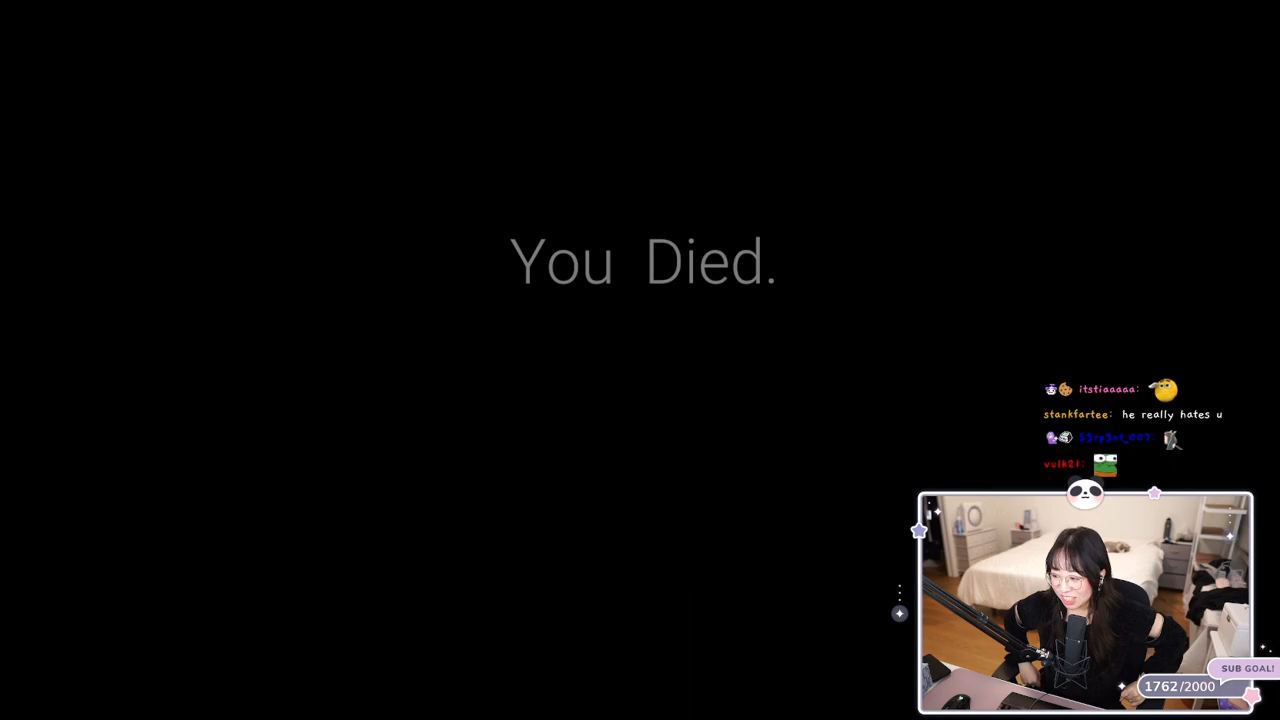 You Died.
itstiaaaaa:
stankfartee: he really hates u
vulk21:
SUB GOAL!
1762/2000